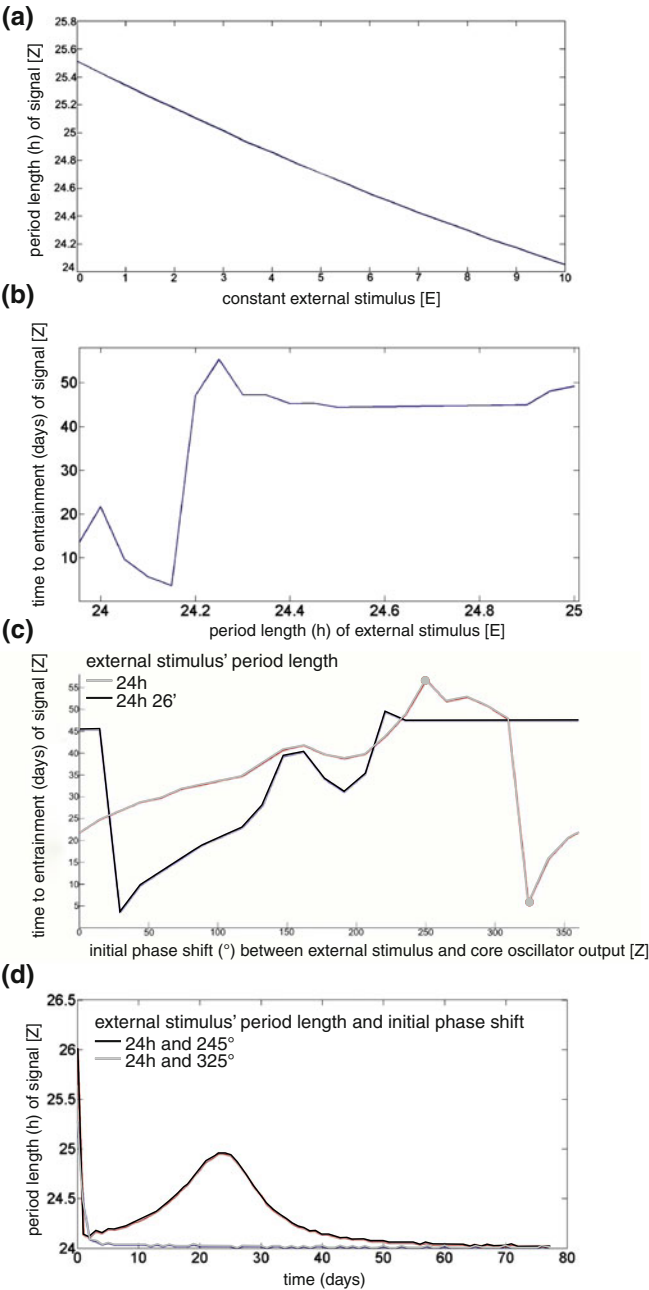 (a)
period length (h) of signal [Z]
25.8
25.6
25.4
25.2
25
24.8
24.6
24.4
24.2
24
0 1 2 3 4 5 6 7 8 9 10
constant external stimulus [E]
(b)
time to entrainment (days) of signal [Z]
50
40
30
20
10
24 24.2 24.4 24.6 24.8 25
period length (h) of external stimulus [E]
(c)
time to entrainment (days) of signal [Z]
external stimulus' period length
24h
24h 26'
55
50
45
40
35
30
25
20
15
10
5
0 50 100 150 200 250 300 350
initial phase shift (°) between external stimulus and core oscillator output [Z]
(d)
period length (h) of signal [Z]
26.5
26
25.5
25
24.5
24
external stimulus' period length and initial phase shift
24h and 245°
24h and 325°
0 10 20 30 40 50 60 70 80
time (days)